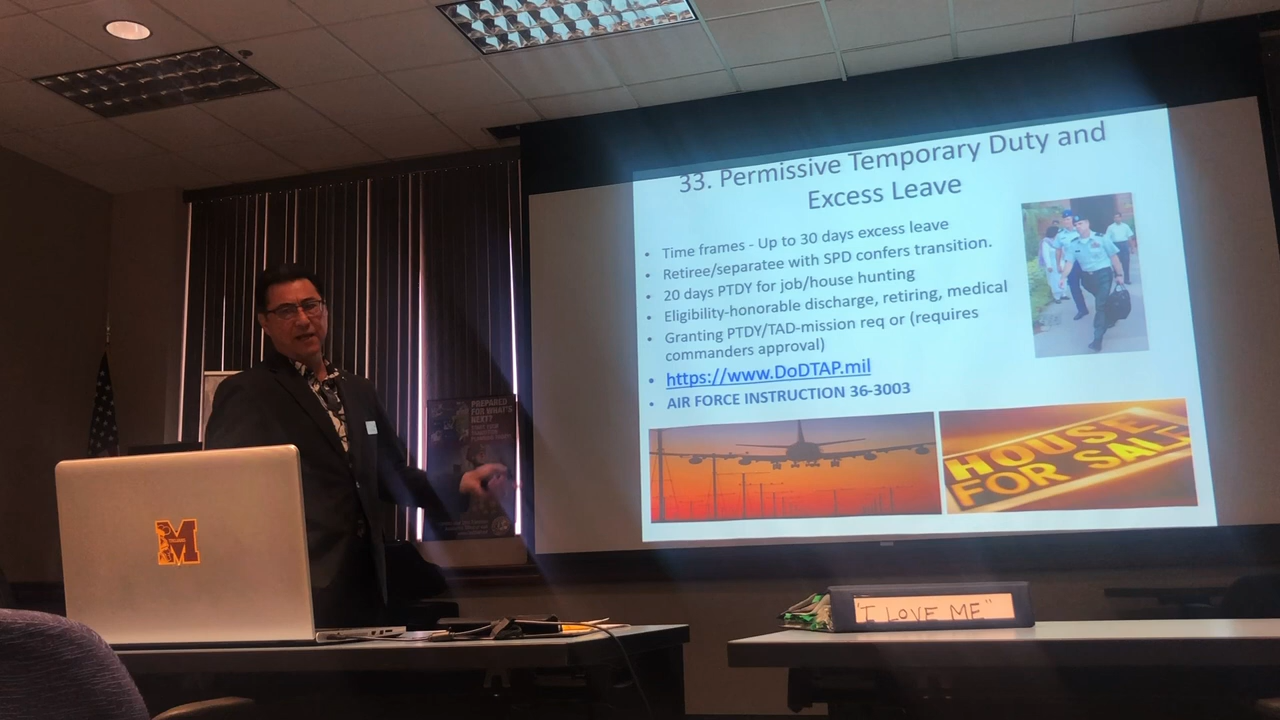 33. Permissive Temporary Duty and
Excess Leave
• Time frames - Up to 30 days excess leave
• Retiree/separatee with SPD confers transition.
• 20 days PTDY for job/house hunting
• Eligibility-honorable discharge, retiring, medical
• Granting PTDY/TAD-mission req or (requires
commanders approval)
• https://www.DoDTAP.mil
• AIR FORCE INSTRUCTION 36-3003
HOUSE
FOR SALE
PREPARED
FOR WHAT'S
NEXT?
M
"I LOVE ME"